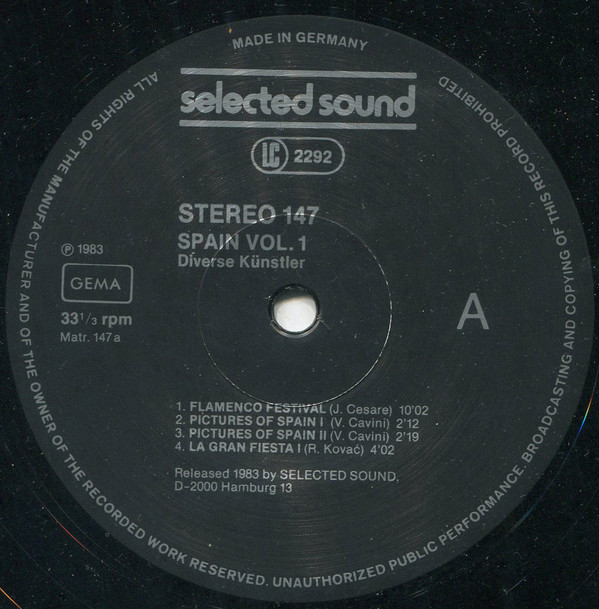 MADE IN GERMANY
selected sound
LC 2292
STEREO 147
SPAIN VOL. 1
Diverse Künstler
℗ 1983
GEMA
33 1/3 rpm
Matr. 147 a
A
1. FLAMENCO FESTIVAL (J. Cesare) 10'02
2. PICTURES OF SPAIN I (V. Cavini) 2'12
3. PICTURES OF SPAIN II (V. Cavini) 2'19
4. LA GRAN FIESTA I (R. Kovać) 4'02
Released 1983 by SELECTED SOUND,
D-2000 Hamburg 13
ALL RIGHTS OF THE MANUFACTURER AND OF THE OWNER OF THE RECORDED WORK RESERVED. UNAUTHORIZED PUBLIC PERFORMANCE. BROADCASTING AND COPYING OF THIS RECORD PROHIBITED